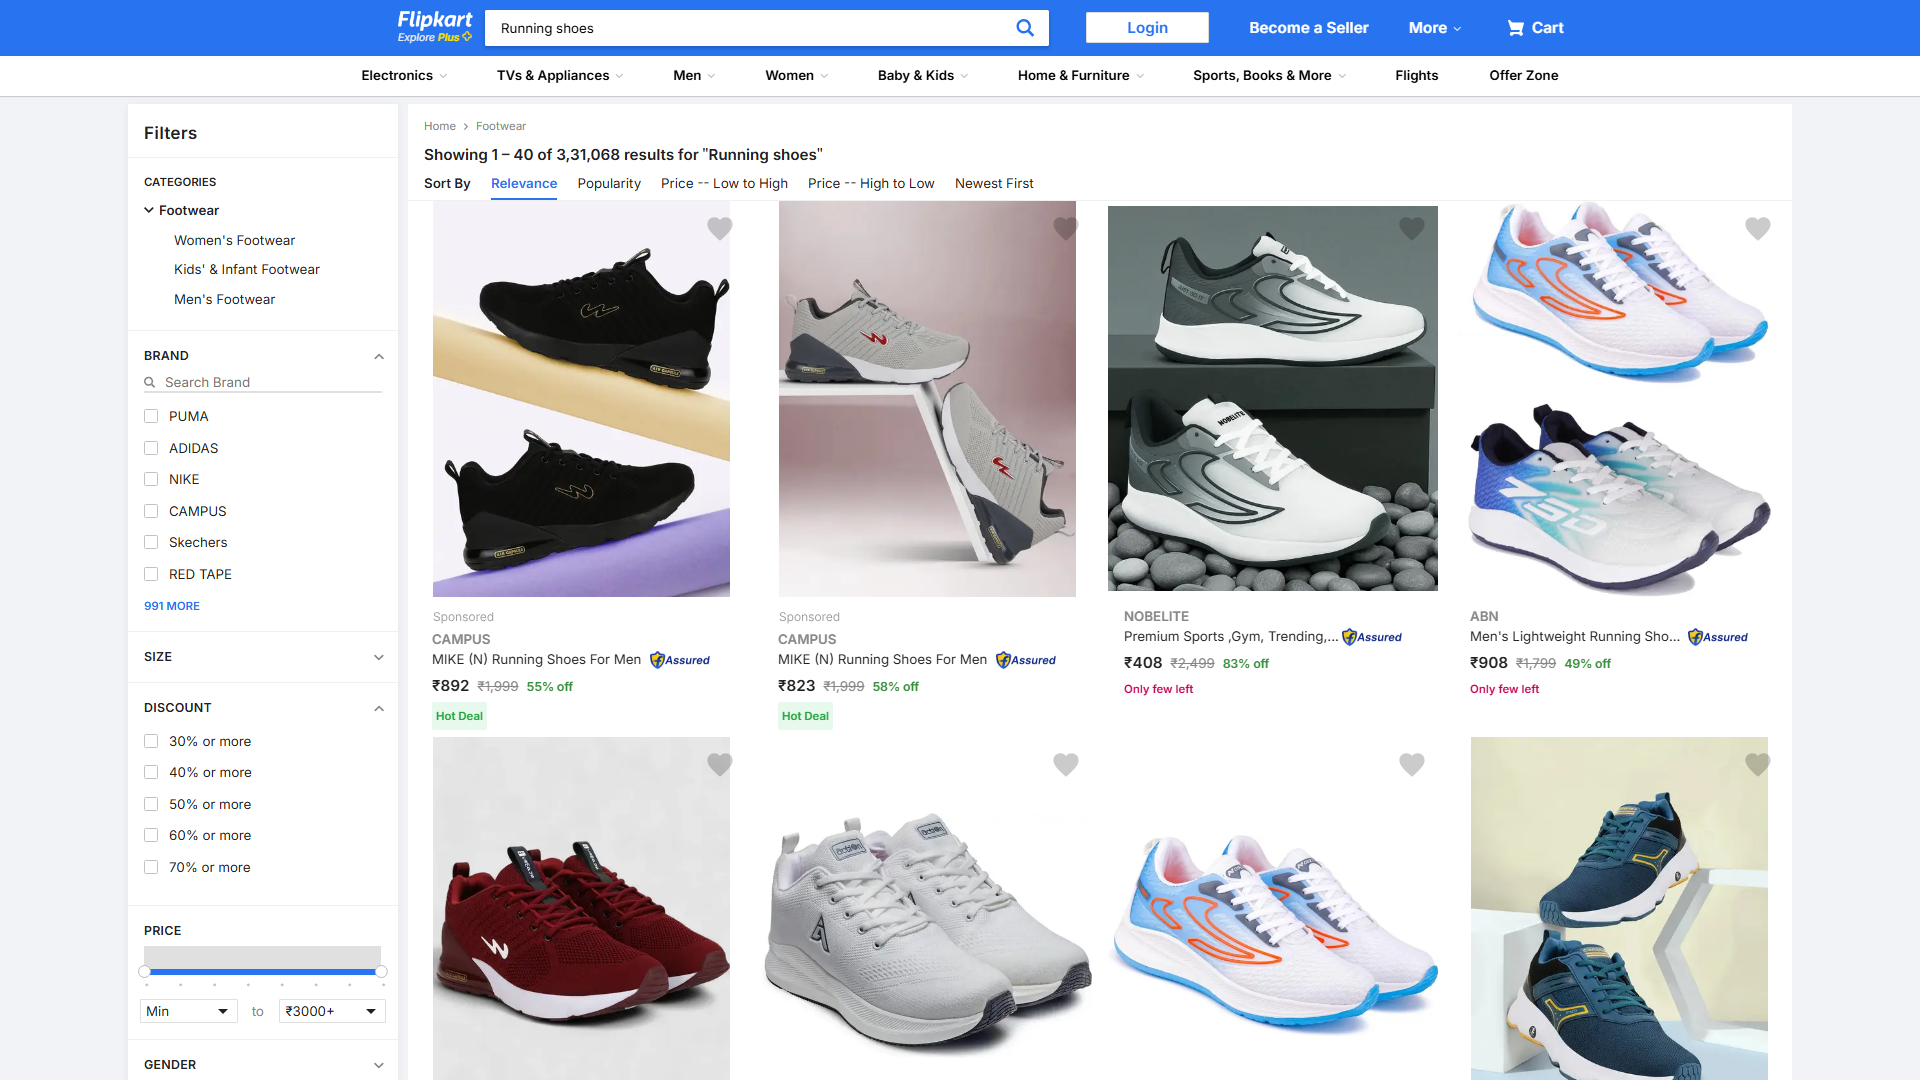 Flipkart
Explore Plus
Running shoes
Login
Become a Seller
More
Cart
Electronics
TVs & Appliances
Men
Women
Baby & Kids
Home & Furniture
Sports, Books & More
Flights
Offer Zone
Filters
CATEGORIES
Footwear
Women's Footwear
Kids' & Infant Footwear
Men's Footwear
BRAND
Search Brand
PUMA
ADIDAS
NIKE
CAMPUS
Skechers
RED TAPE
991 MORE
SIZE
DISCOUNT
30% or more
40% or more
50% or more
60% or more
70% or more
PRICE
Min to ₹3000+
GENDER
Home > Footwear
Showing 1 – 40 of 3,31,068 results for "Running shoes"
Sort By Relevance Popularity Price -- Low to High Price -- High to Low Newest First
Sponsored
CAMPUS
MIKE (N) Running Shoes For Men Assured
₹892 ₹1,999 55% off
Hot Deal
Sponsored
CAMPUS
MIKE (N) Running Shoes For Men Assured
₹823 ₹1,999 58% off
Hot Deal
NOBELITE
NOBELITE
Premium Sports ,Gym, Trending,... Assured
₹408 ₹2,499 83% off
Only few left
ABN
Men's Lightweight Running Sho... Assured
₹908 ₹1,799 49% off
Only few left
action
action